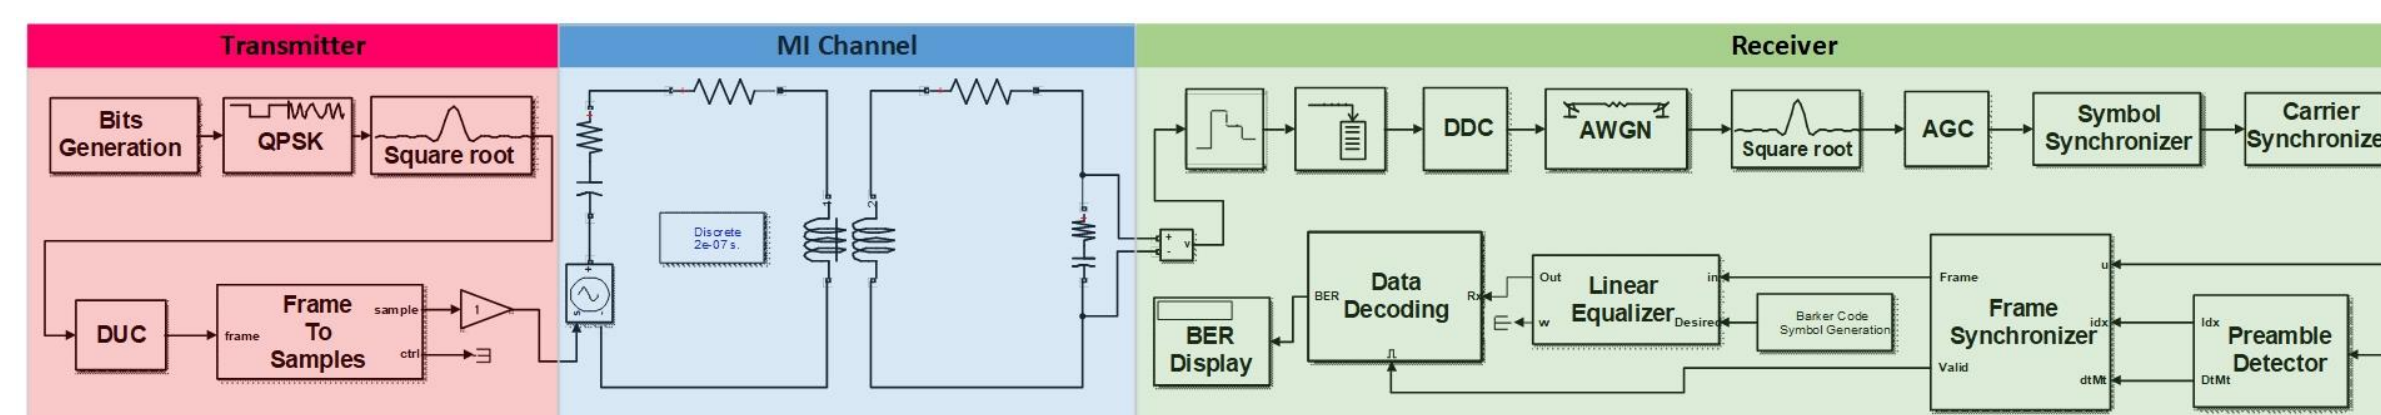 Transmitter
MI Channel
Receiver
Bits
Generation
QPSK
Square root
DUC
Frame
To
Samples
frame
sample
ctrl
1
s
+
-
Discrete
2e-07 s.
1
2
+
-
v
DDC
AWGN
Square root
AGC
Symbol
Synchronizer
Carrier
Synchronize
BER
Display
Data
Decoding
BER
Rx
Linear
Equalizer
Out
w
in
Desired
Barker Code
Symbol Generation
Frame
Synchronizer
Frame
Valid
u
idx
dtMt
Preamble
Detector
Idx
DtMt